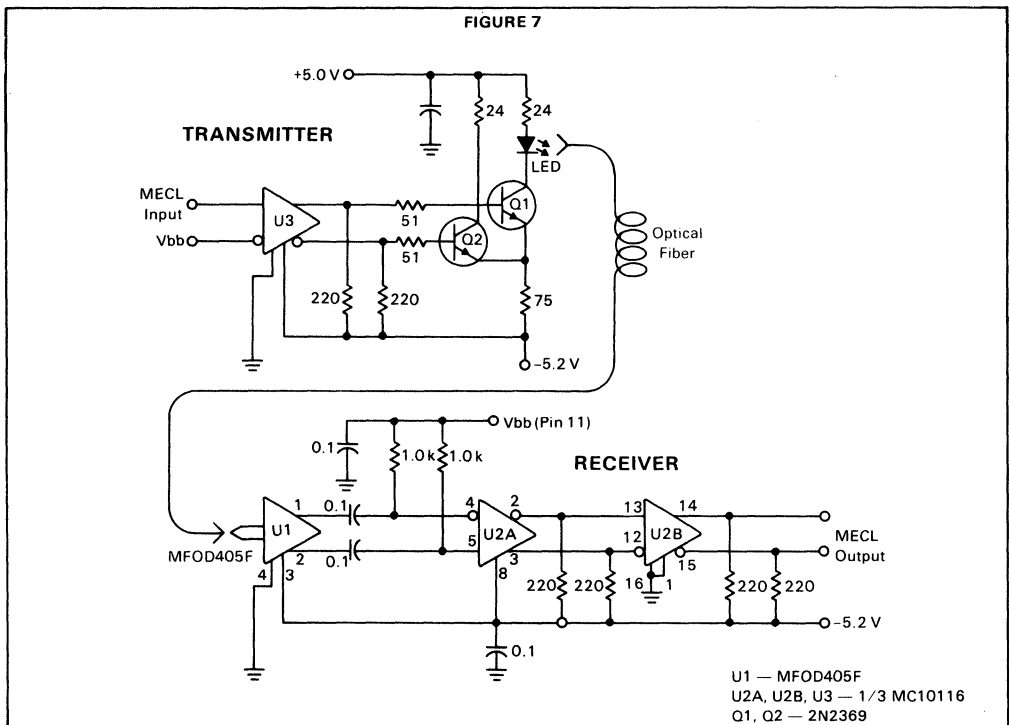 FIGURE 7
+5.0 V
24
24
TRANSMITTER
LED
MECL
Input
U3
Q1
51
Vbb
Q2
51
Optical
Fiber
220
220
75
−5.2 V
Vbb (Pin 11)
0.1
1.0 k
1.0 k
RECEIVER
1
0.1
4
2
13
14
U1
U2A
U2B
MECL
Output
5
12
MFOD405F
2
0.1
3
15
4
3
8
220
220
16
1
220
220
−5.2 V
0.1
U1 — MFOD405F
U2A, U2B, U3 — 1/3 MC10116
Q1, Q2 — 2N2369